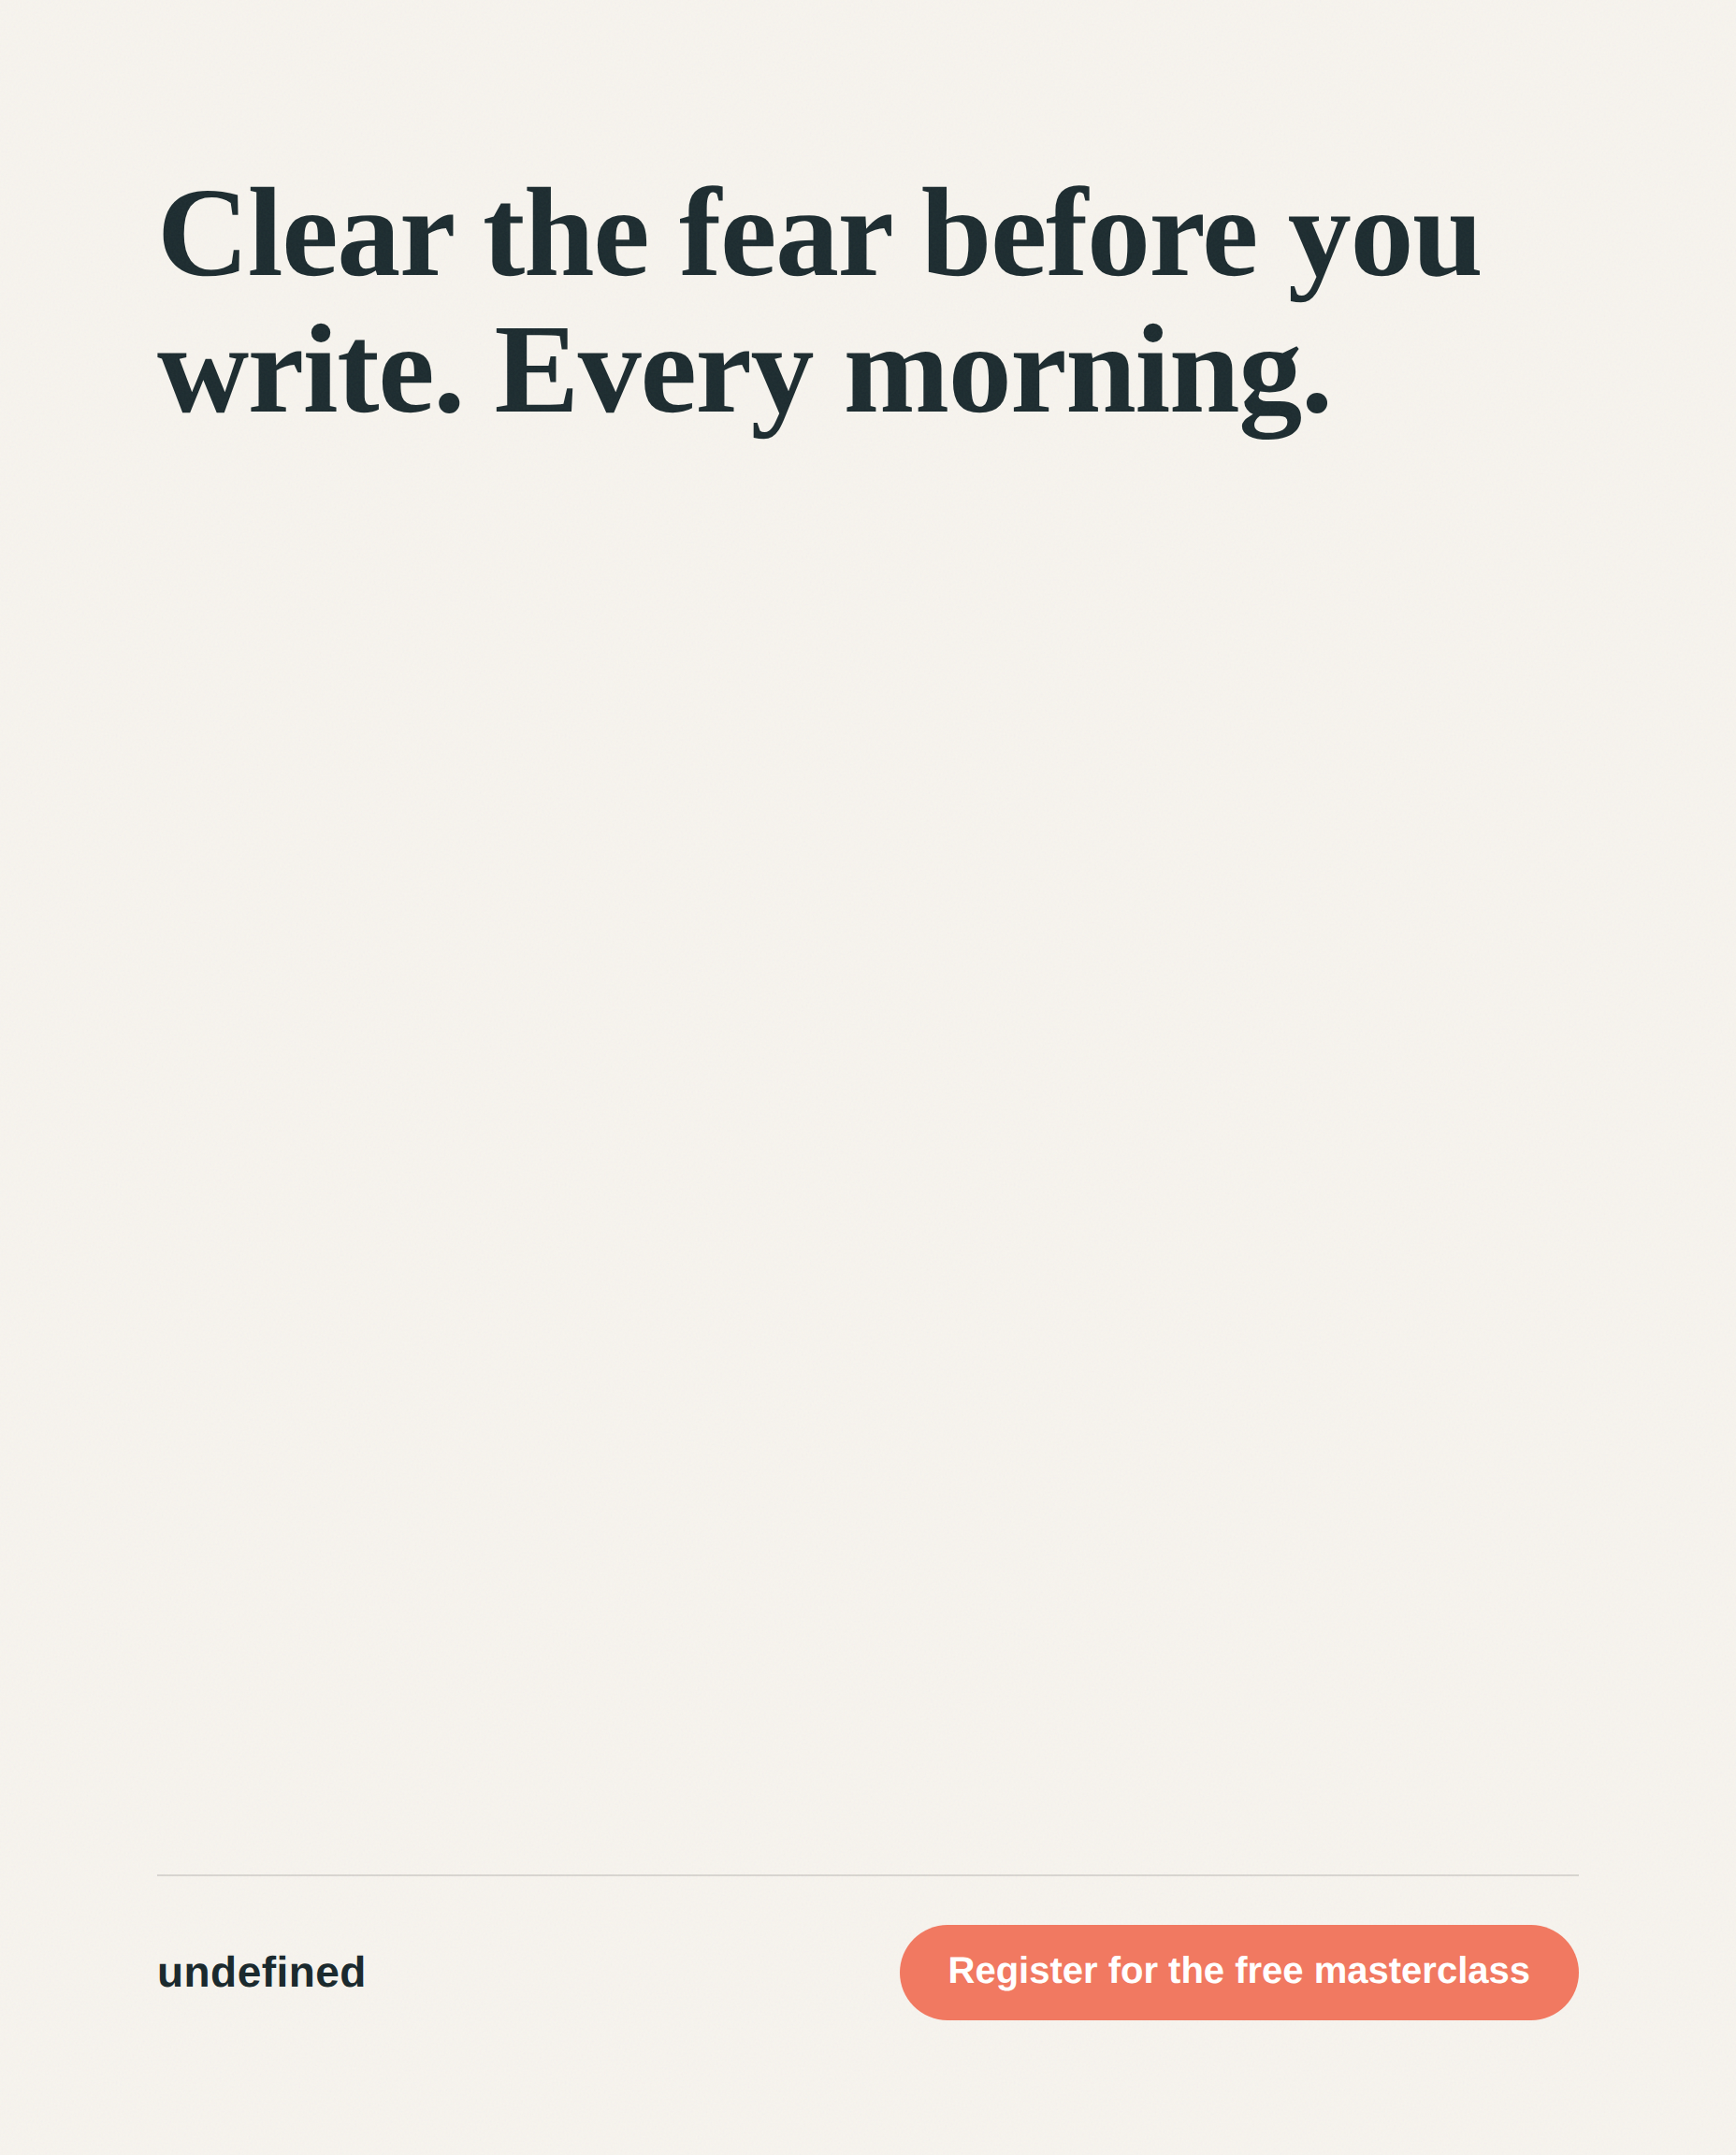 Clear the fear before you
write. Every morning.
undefined
Register for the free masterclass